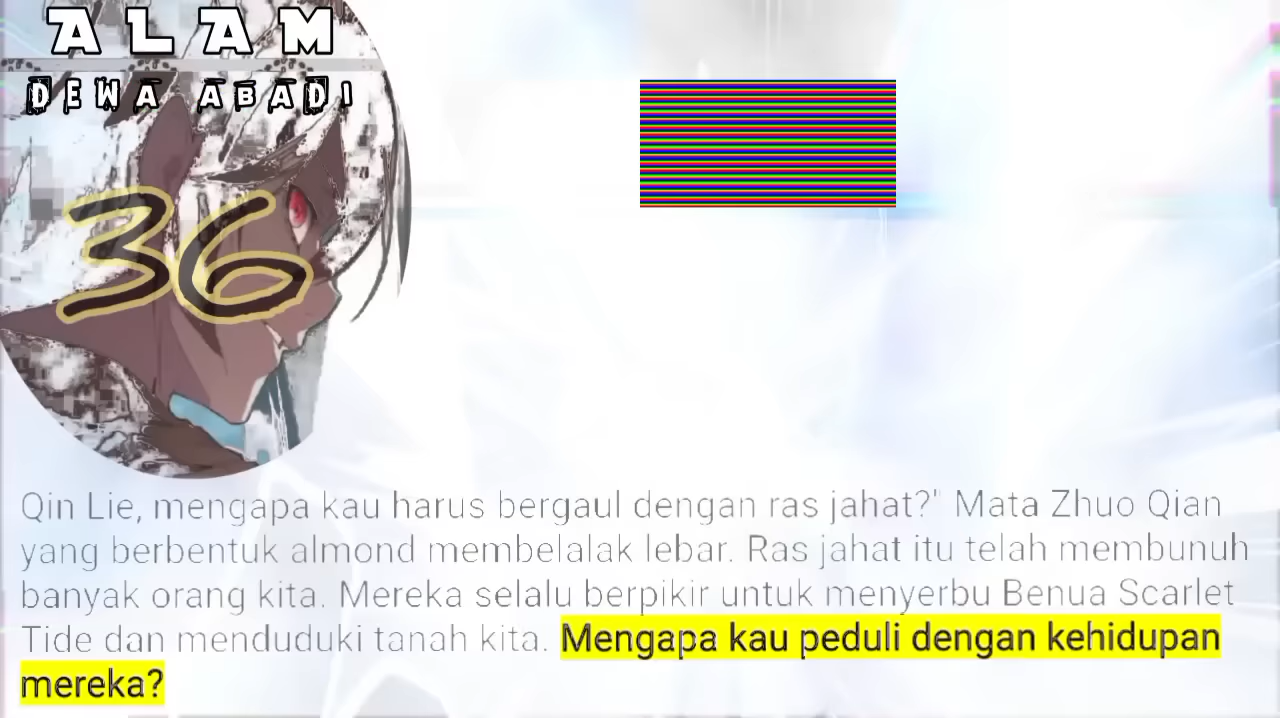 ALAM
DEWA ABADI
36
Qin Lie, mengapa kau harus bergaul dengan ras jahat?" Mata Zhuo Qian
yang berbentuk almond membelalak lebar. Ras jahat itu telah membunuh
banyak orang kita. Mereka selalu berpikir untuk menyerbu Benua Scarlet
Tide dan menduduki tanah kita. Mengapa kau peduli dengan kehidupan
mereka?